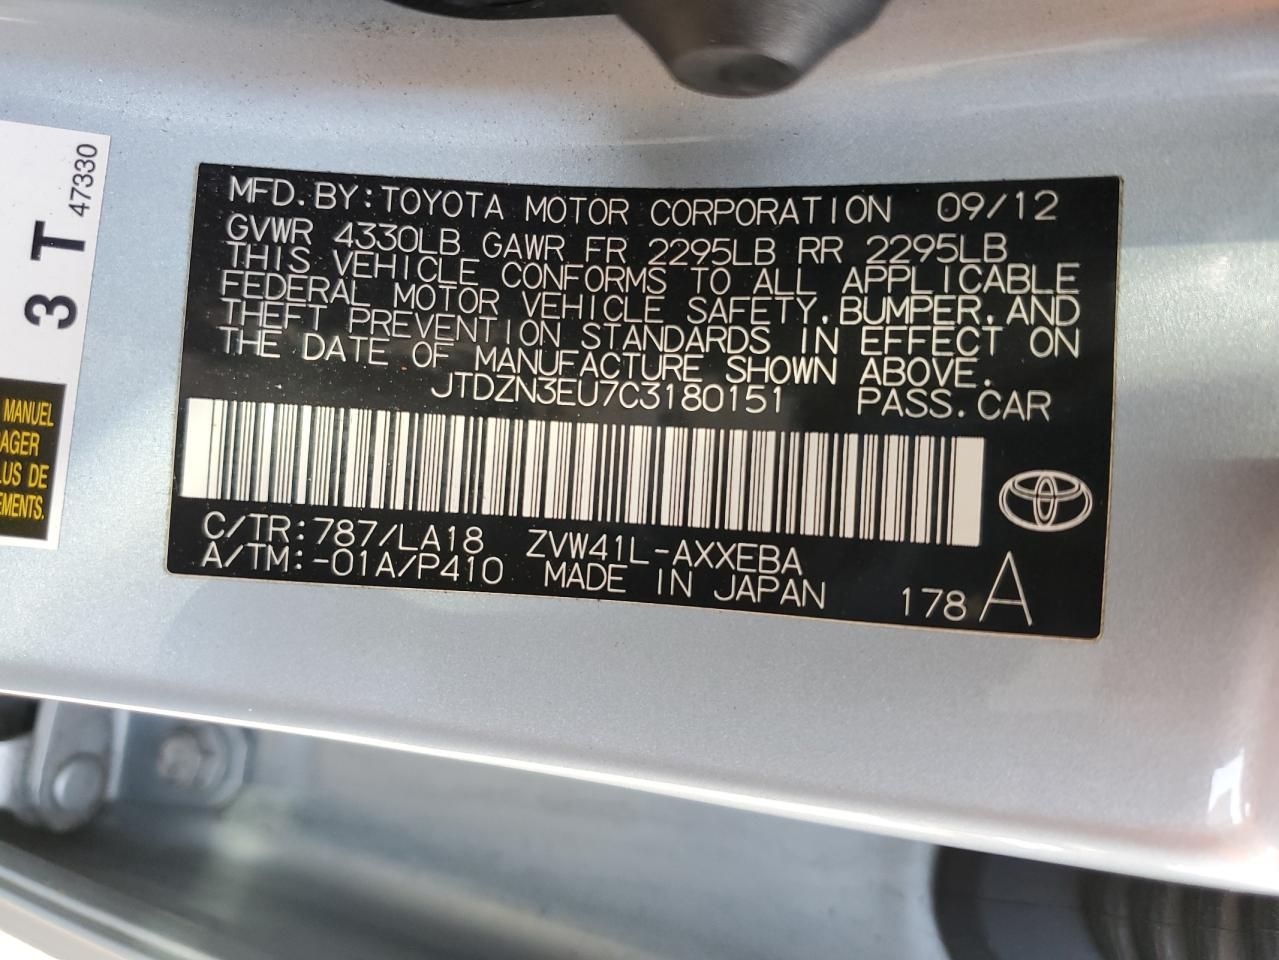 47330
3 T
MANUEL
AGER
LUS DE
EMENTS.
MFD. BY: TOYOTA MOTOR CORPORATION 09/12
GVWR 4330LB GAWR FR 2295LB RR 2295LB
THIS VEHICLE CONFORMS TO ALL APPLICABLE
FEDERAL MOTOR VEHICLE SAFETY, BUMPER, AND
THEFT PREVENTION STANDARDS IN EFFECT ON
THE DATE OF MANUFACTURE SHOWN ABOVE.
JTDZN3EU7C3180151 PASS. CAR
C/TR: 787/LA18 ZVW41L-AXXEBA
A/TM: -01A/P410 MADE IN JAPAN 178 A